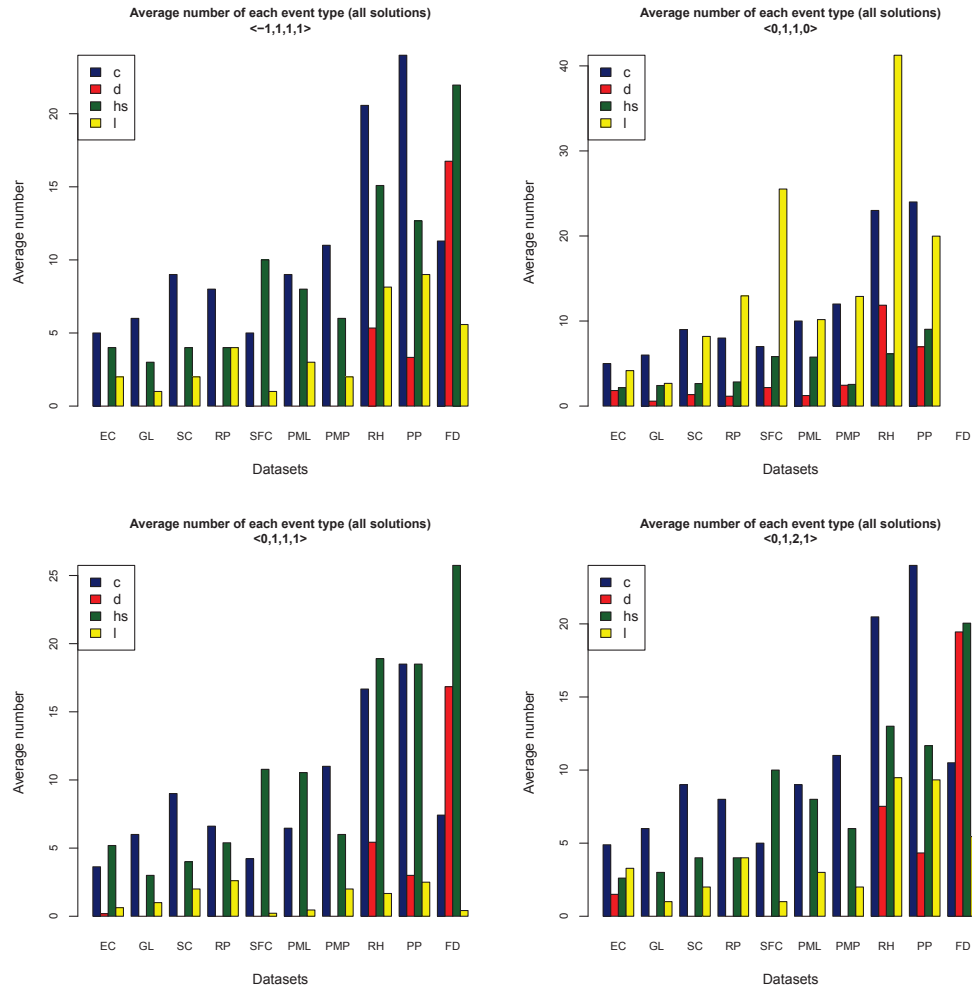 Average number of each event type (all solutions)
<−1,1,1,1>
c
d
hs
l
Average number
0
5
10
15
20
EC GL SC RP SFC PML PMP RH PP FD
Datasets
Average number of each event type (all solutions)
<0,1,1,0>
c
d
hs
l
Average number
0
10
20
30
40
EC GL SC RP SFC PML PMP RH PP FD
Datasets
Average number of each event type (all solutions)
<0,1,1,1>
c
d
hs
l
Average number
0
5
10
15
20
25
EC GL SC RP SFC PML PMP RH PP FD
Datasets
Average number of each event type (all solutions)
<0,1,2,1>
c
d
hs
l
Average number
0
5
10
15
20
EC GL SC RP SFC PML PMP RH PP FD
Datasets